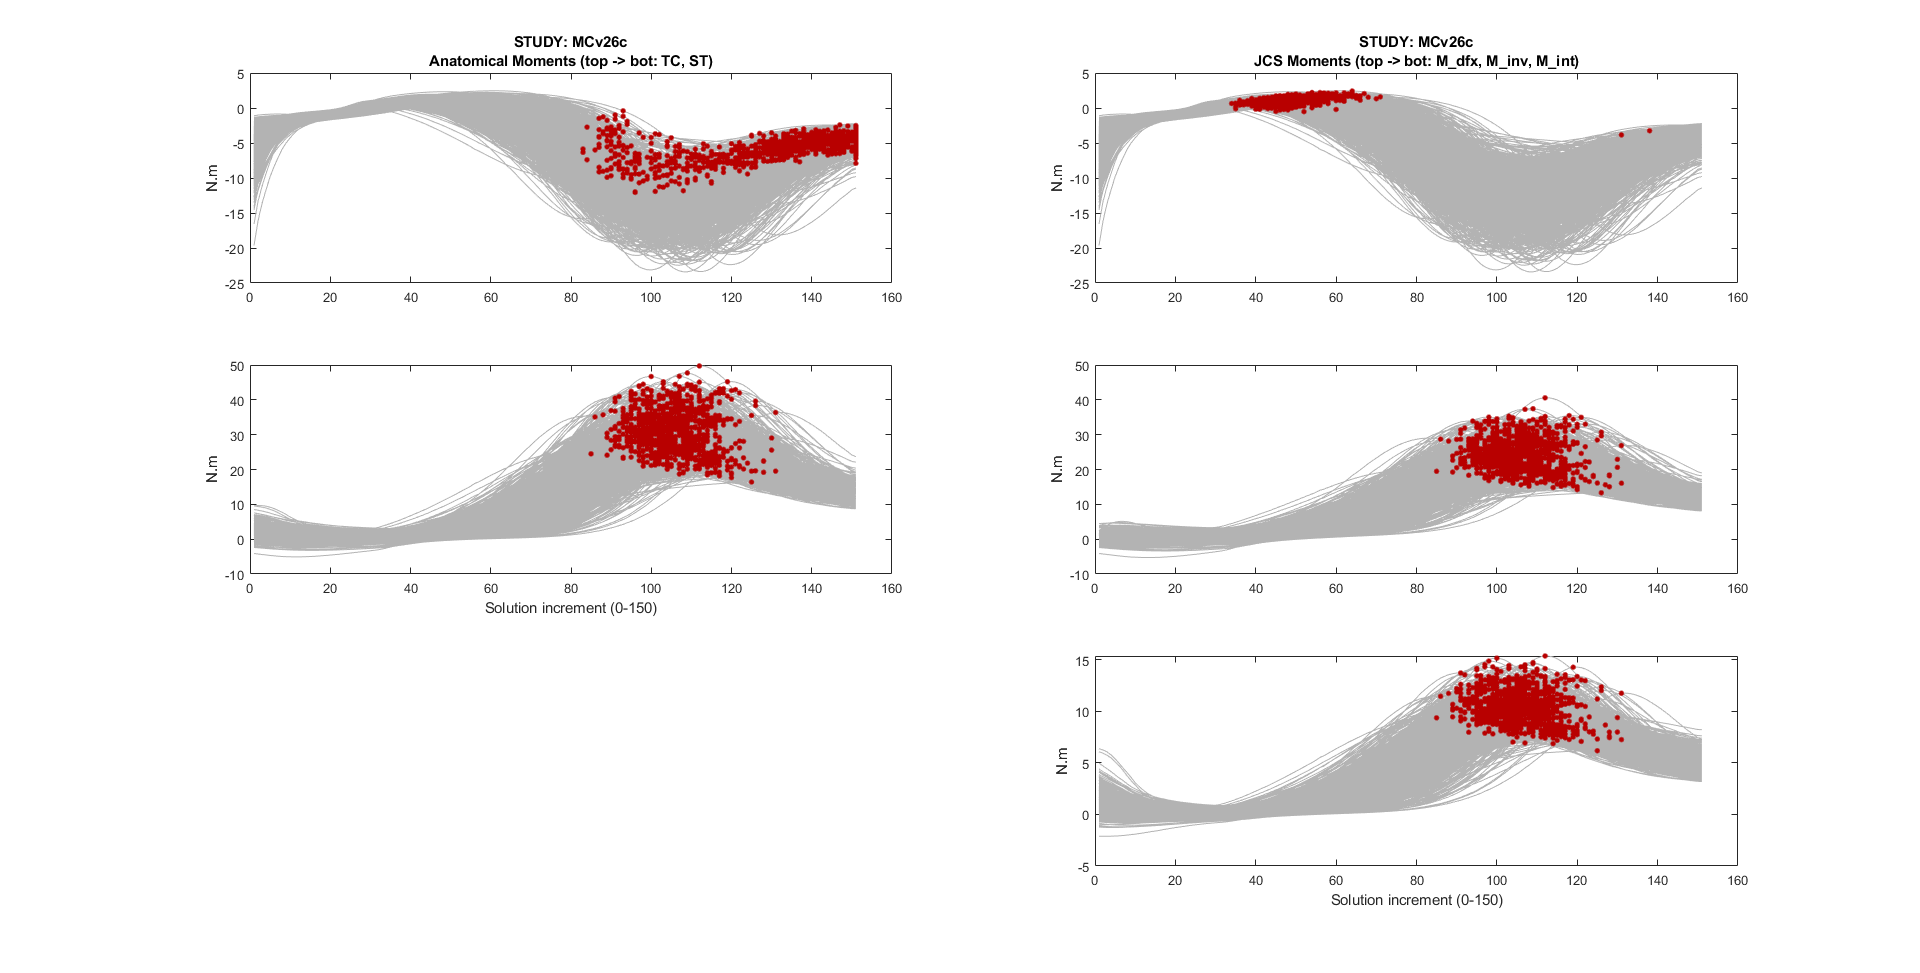 STUDY: MCv26c
Anatomical Moments (top -> bot: TC, ST)
5
0
-5
-10
-15
-20
-25
N.m
0 20 40 60 80 100 120 140 160
50
40
30
20
10
0
-10
N.m
0 20 40 60 80 100 120 140 160
Solution increment (0-150)
STUDY: MCv26c
JCS Moments (top -> bot: M_dfx, M_inv, M_int)
5
0
-5
-10
-15
-20
-25
N.m
0 20 40 60 80 100 120 140 160
50
40
30
20
10
0
-10
N.m
0 20 40 60 80 100 120 140 160
15
10
5
0
-5
N.m
0 20 40 60 80 100 120 140 160
Solution increment (0-150)